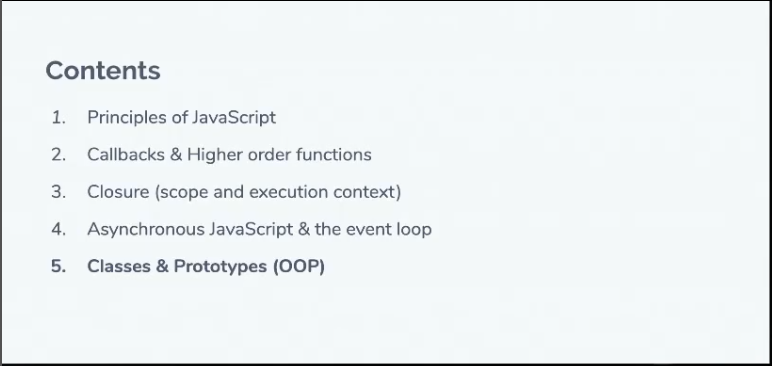 Contents
1. Principles of JavaScript
2. Callbacks & Higher order functions
3. Closure (scope and execution context)
4. Asynchronous JavaScript & the event loop
5. Classes & Prototypes (OOP)